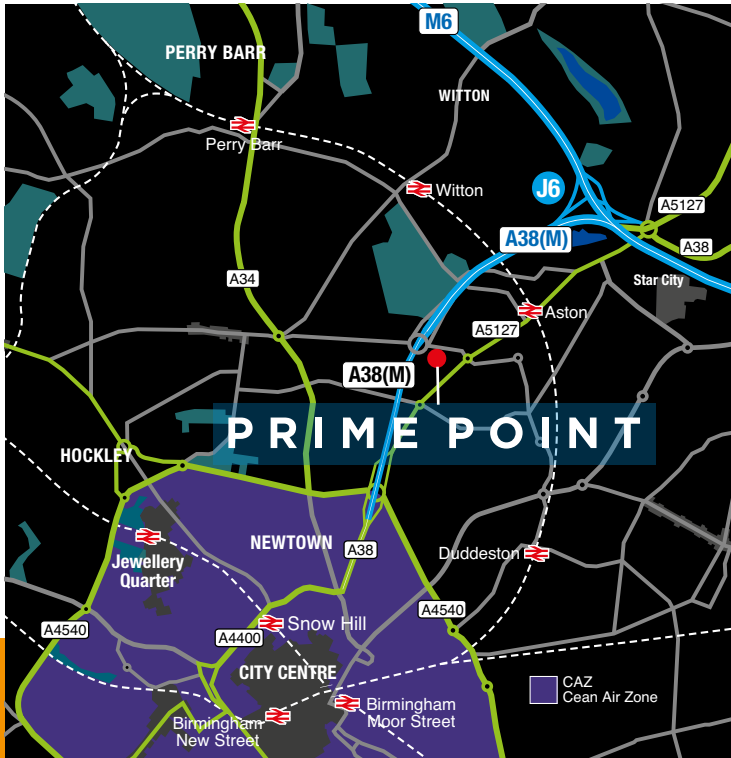 M6
PERRY BARR
WITTON
Perry Barr
Witton
J6
A5127
A38(M)
A38
A34
Star City
Aston
A5127
A38(M)
PRIME POINT
HOCKLEY
NEWTOWN
A38
Duddeston
Jewellery
Quarter
A4540
A4540
A4400
Snow Hill
CITY CENTRE
CAZ
Cean Air Zone
Birmingham
Moor Street
Birmingham
New Street